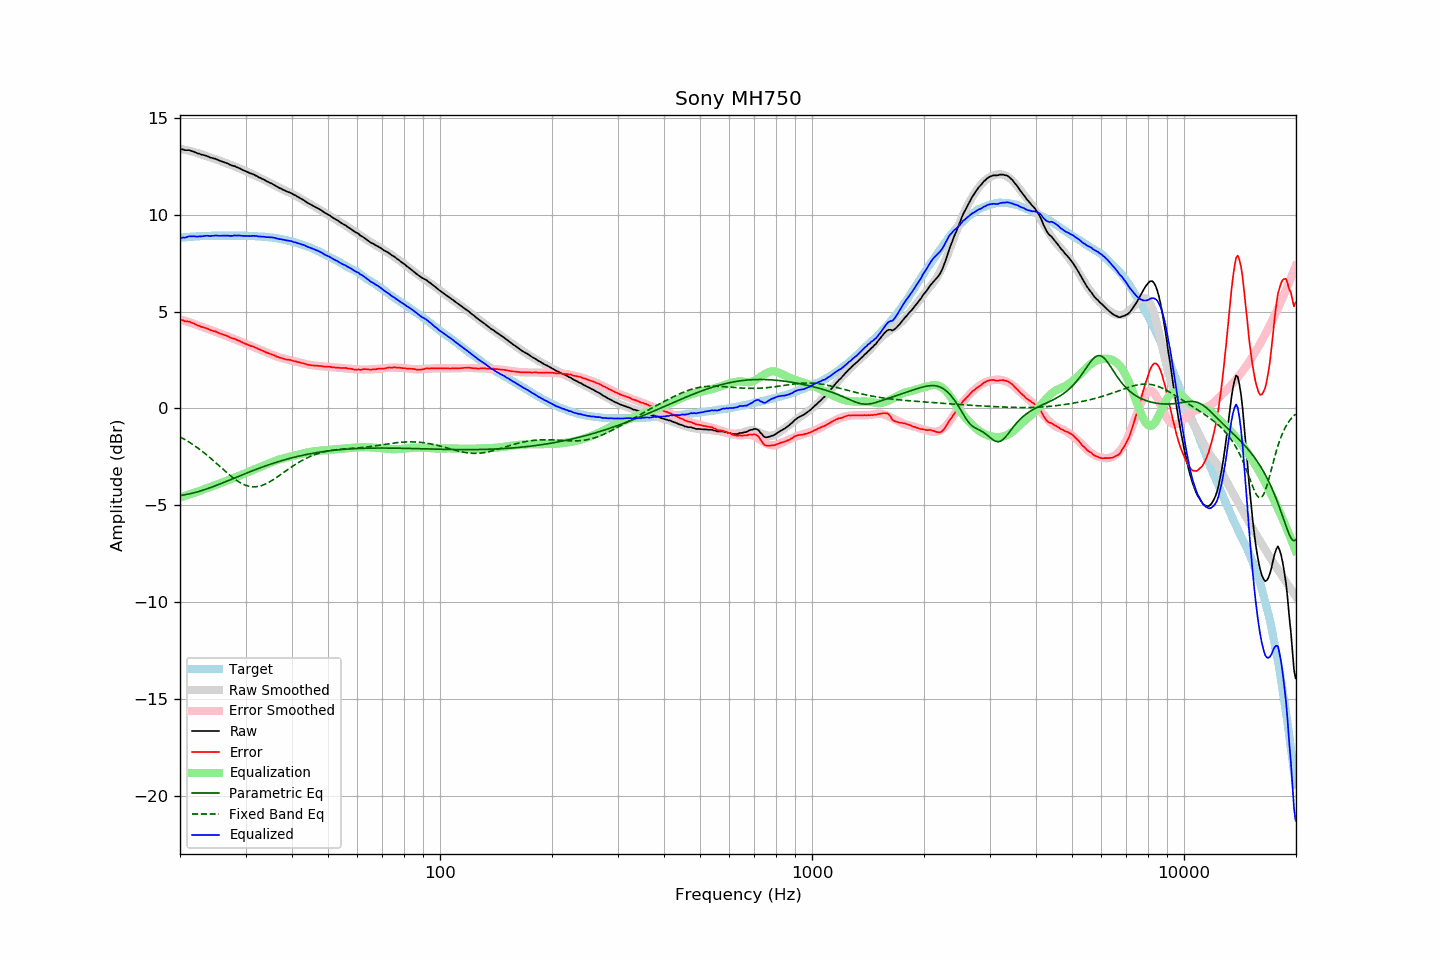 Sony MH750
Amplitude (dBr)
15
10
5
0
−5
−10
−15
−20
100
1000
10000
Frequency (Hz)
Target
Raw Smoothed
Error Smoothed
Raw
Error
Equalization
Parametric Eq
Fixed Band Eq
Equalized